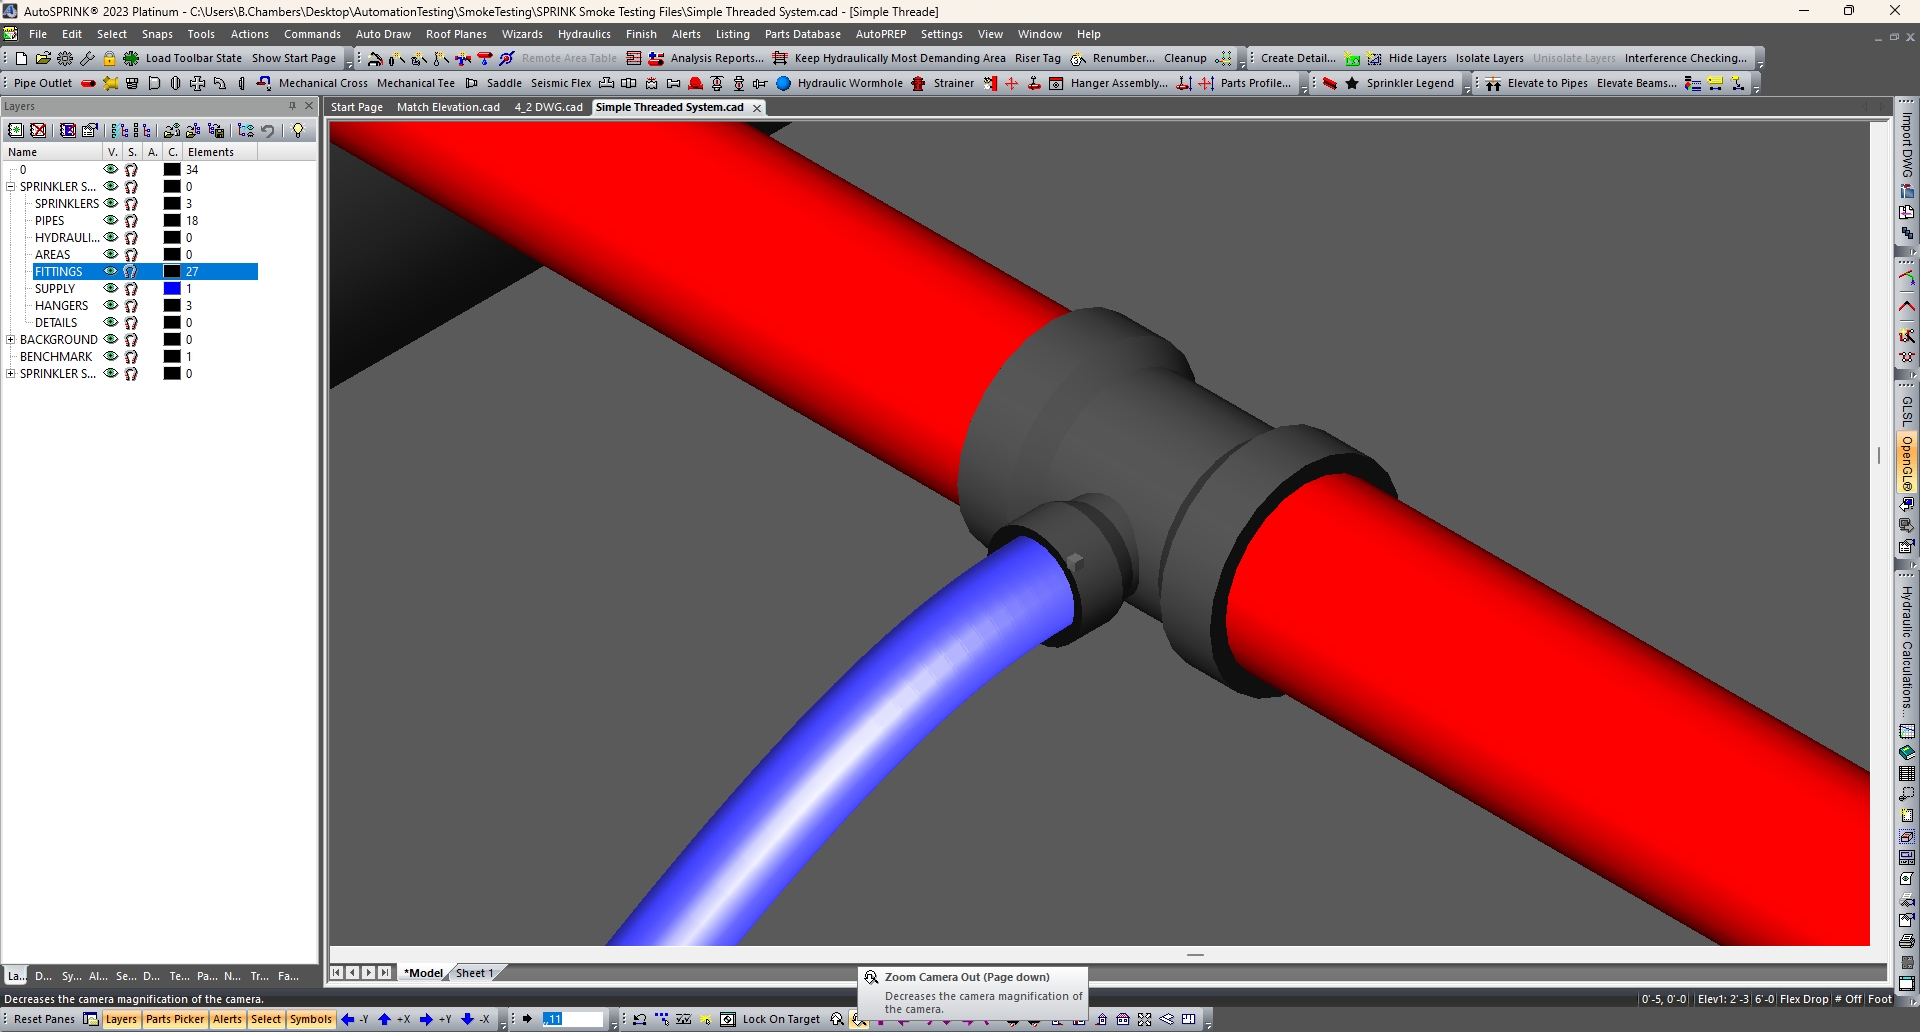 AutoSPRINK® 2023 Platinum - C:\Users\B.Chambers\Desktop\AutomationTesting\SmokeTesting\SPRINK Smoke Testing Files\Simple Threaded System.cad - [Simple Threade]
File Edit Select Snaps Tools Actions Commands Auto Draw Roof Planes Wizards Hydraulics Finish Alerts Listing Parts Database AutoPREP Settings View Window Help
Load Toolbar State Show Start Page Remote Area Table Analysis Reports... Keep Hydraulically Most Demanding Area Riser Tag Renumber... Cleanup Create Detail... Hide Layers Isolate Layers Unisolate Layers Interference Checking...
Pipe Outlet Mechanical Cross Mechanical Tee Saddle Seismic Flex Hydraulic Wormhole Strainer Hanger Assembly... Parts Profile... Sprinkler Legend Elevate to Pipes Elevate Beams...
Layers
Start Page Match Elevation.cad 4_2 DWG.cad Simple Threaded System.cad
Name V. S. A. C. Elements
0 34
SPRINKLER S... 0
SPRINKLERS 3
PIPES 18
HYDRAULI... 0
AREAS 0
FITTINGS 27
SUPPLY 1
HANGERS 3
DETAILS 0
BACKGROUND 0
BENCHMARK 1
SPRINKLER S... 0
Import DWG
GLSL
OpenGL®
Hydraulic Calculations...
La... D... Sy... Al... Se... D... Te... Pa... N... Tr... Fa...
*Model Sheet 1
Zoom Camera Out (Page down)
Decreases the camera magnification of
the camera.
Decreases the camera magnification of the camera.
0'-5, 0'-0 Elev1: 2'-3 6'-0 Flex Drop # Off Foot
Reset Panes Layers Parts Picker Alerts Select Symbols -Y +X +Y -X .11 Lock On Target